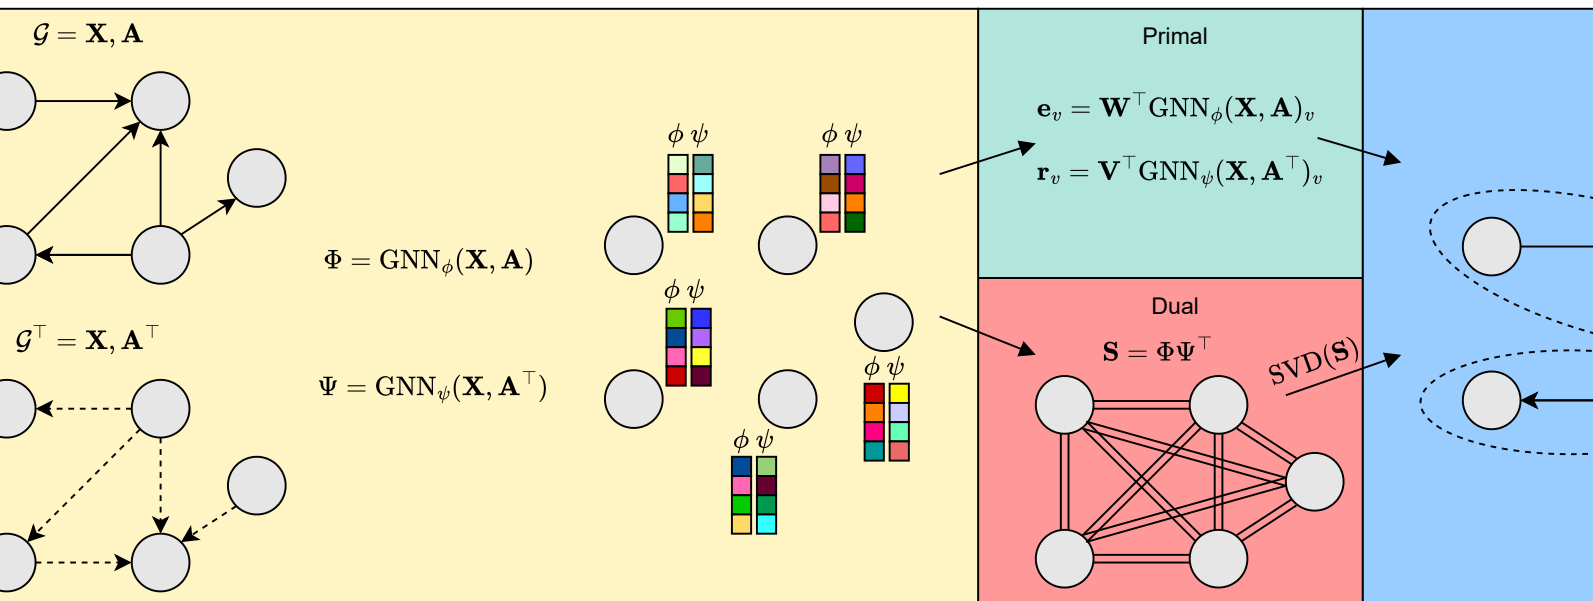 𝒢 = X, A
Φ = GNN_ϕ(X, A)
𝒢^⊤ = X, A^⊤
Ψ = GNN_ψ(X, A^⊤)
ϕ ψ
ϕ ψ
ϕ ψ
ϕ ψ
ϕ ψ
Primal
e_v = W^⊤GNN_ϕ(X, A)_v
r_v = V^⊤GNN_ψ(X, A^⊤)_v
Dual
S = ΦΨ^⊤
SVD(S)